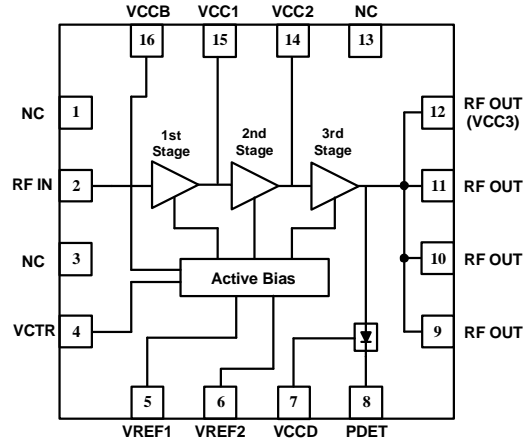 VCCB VCC1 VCC2 NC
16 15 14 13
NC 1
12 RF OUT
(VCC3)
1st
Stage
2nd
Stage
3rd
Stage
RF IN 2
11 RF OUT
NC 3
10 RF OUT
Active Bias
VCTR 4
9 RF OUT
5 6 7 8
VREF1 VREF2 VCCD PDET